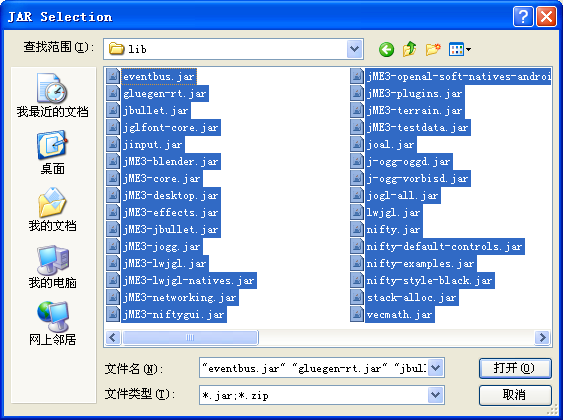 JAR Selection
查找范围(I):
lib
我最近的文档
桌面
我的文档
我的电脑
网上邻居
eventbus.jar
gluegen-rt.jar
jbullet.jar
jglfont-core.jar
jinput.jar
jME3-blender.jar
jME3-core.jar
jME3-desktop.jar
jME3-effects.jar
jME3-jbullet.jar
jME3-jogg.jar
jME3-lwjgl.jar
jME3-lwjgl-natives.jar
jME3-networking.jar
jME3-niftygui.jar
jME3-openal-soft-natives-androi
jME3-plugins.jar
jME3-terrain.jar
jME3-testdata.jar
joal.jar
j-ogg-oggd.jar
j-ogg-vorbisd.jar
jogl-all.jar
lwjgl.jar
nifty.jar
nifty-default-controls.jar
nifty-examples.jar
nifty-style-black.jar
stack-alloc.jar
vecmath.jar
文件名(N):
"eventbus.jar" "gluegen-rt.jar" "jbul
打开(O)
文件类型(T):
*.jar;*.zip
取消